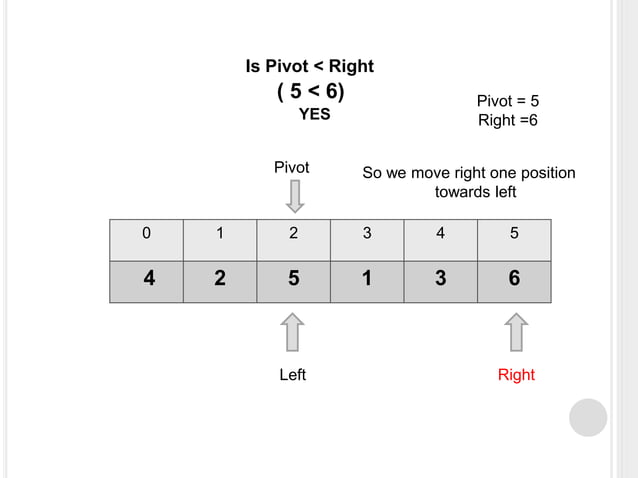 Is Pivot < Right
( 5 < 6)
YES
Pivot = 5
Right =6
Pivot
So we move right one position
towards left
0 1 2 3 4 5
4 2 5 1 3 6
Left Right